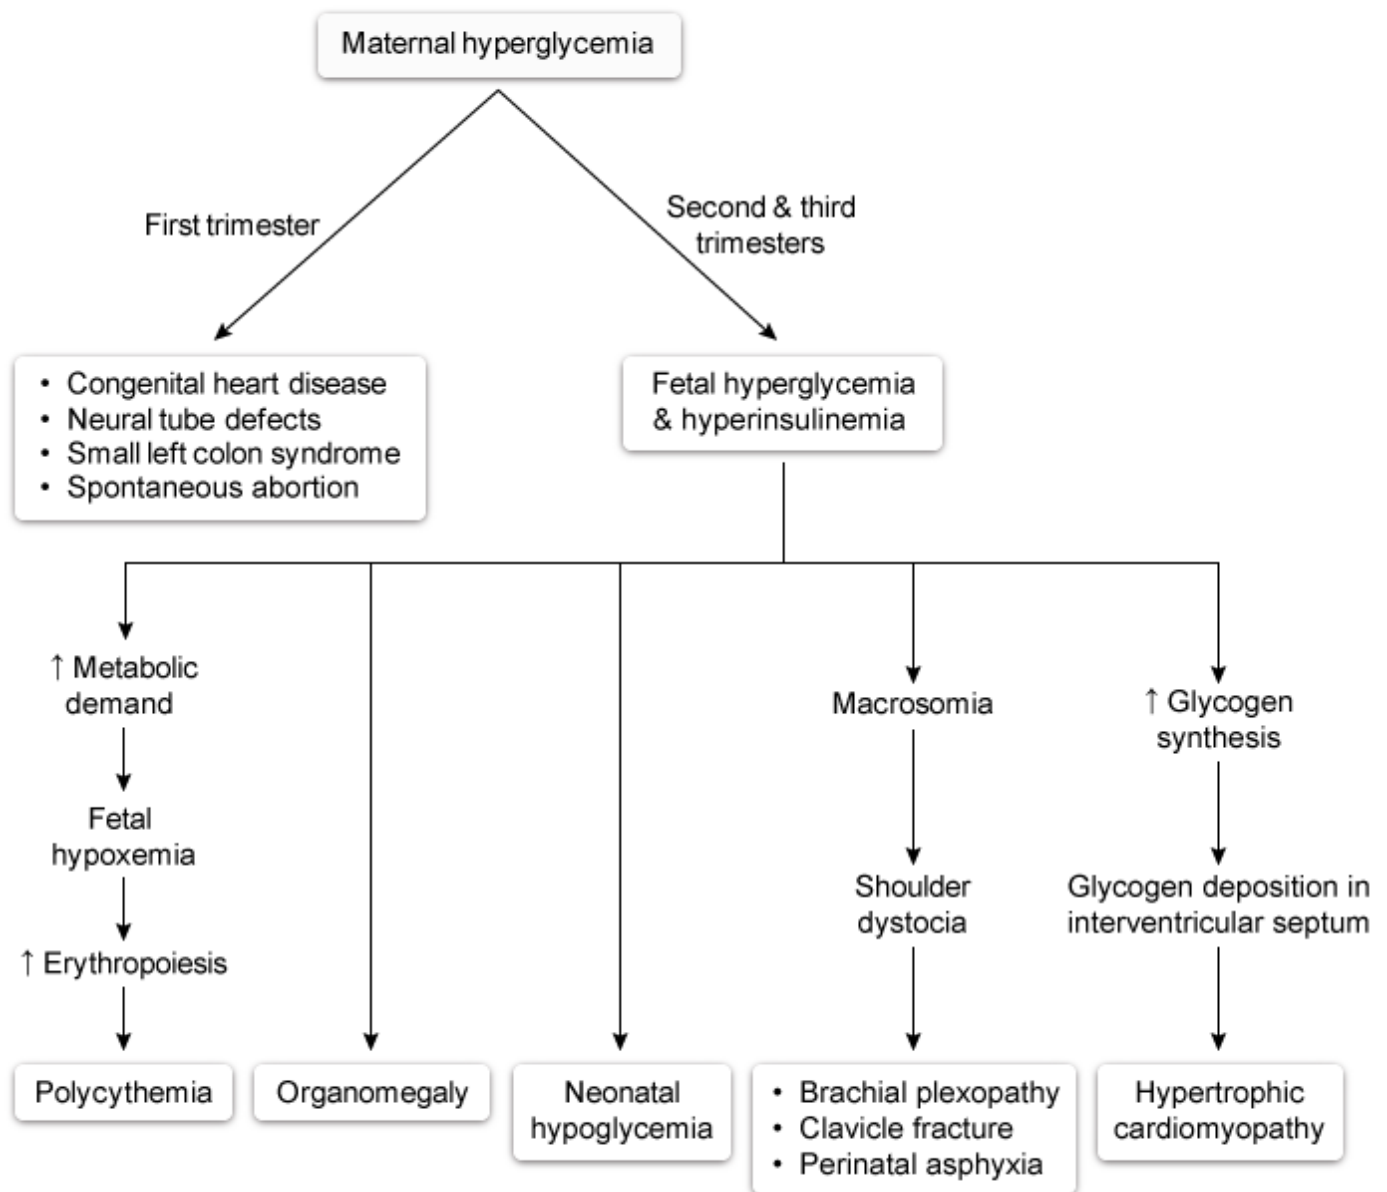 Maternal hyperglycemia
First trimester
Second & third
trimesters
• Congenital heart disease
• Neural tube defects
• Small left colon syndrome
• Spontaneous abortion
Fetal hyperglycemia
& hyperinsulinemia
↑ Metabolic
demand
Fetal
hypoxemia
↑ Erythropoiesis
Polycythemia
Organomegaly
Neonatal
hypoglycemia
Macrosomia
Shoulder
dystocia
• Brachial plexopathy
• Clavicle fracture
• Perinatal asphyxia
↑ Glycogen
synthesis
Glycogen deposition in
interventricular septum
Hypertrophic
cardiomyopathy